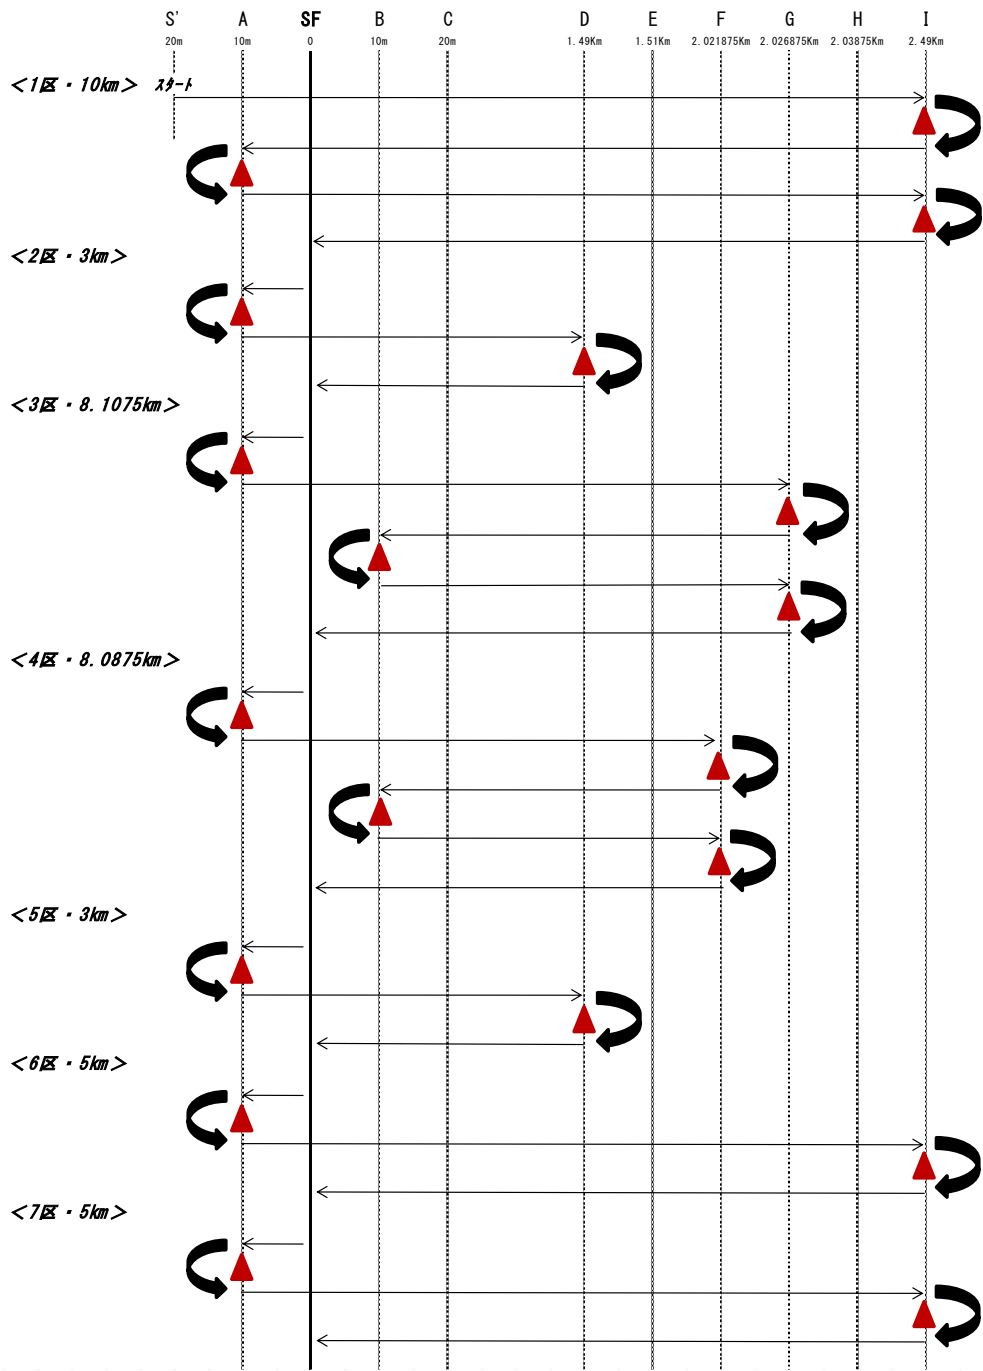 S' A SF B C D E F G H I
20m 10m 0 10m 20m 1.49Km 1.51Km 2.021875Km 2.026875Km 2.03875Km 2.49Km
＜1区・10km＞ スタート
＜2区・3km＞
＜3区・8.1075km＞
＜4区・8.0875km＞
＜5区・3km＞
＜6区・5km＞
＜7区・5km＞